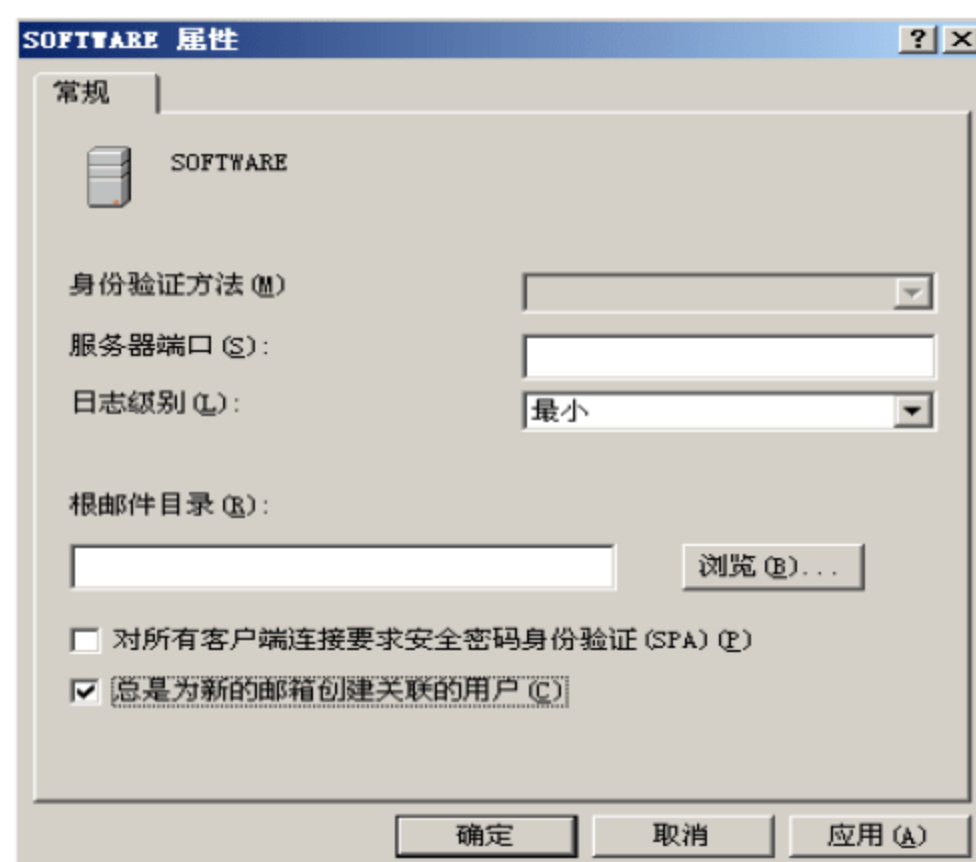 SOFTWARE 属性
常规
SOFTWARE
身份验证方法(M)
服务器端口(S):
日志级别(L):
最小
根邮件目录(R):
浏览(B)...
对所有客户端连接要求安全密码身份验证(SPA)(P)
总是为新的邮箱创建关联的用户(C)
确定 取消 应用(A)